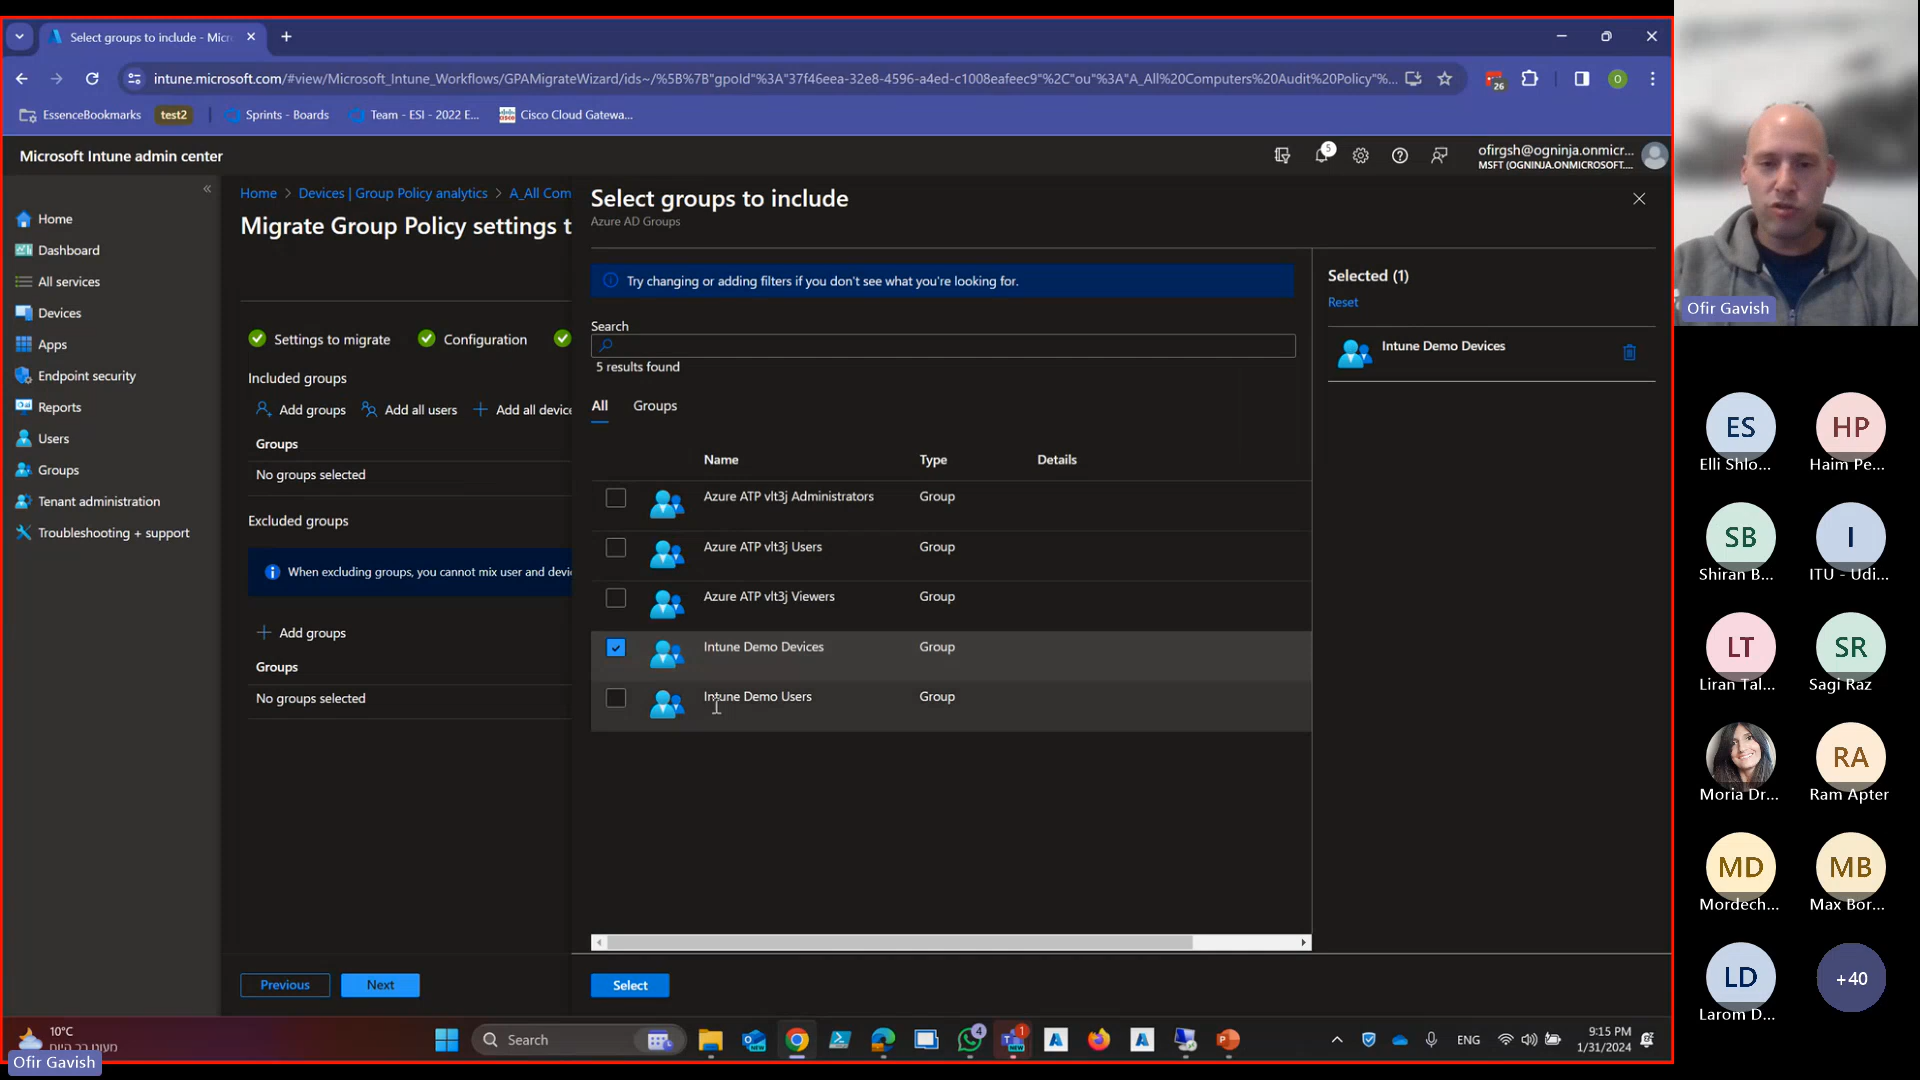 Select groups to include - Micr
intune.microsoft.com/#view/Microsoft_Intune_Workflows/GPAMigrateWizard/ids~/%5B%7B"gpoId"%3A"37f46eea-32e8-4596-a4ed-c1008eafeec9"%2C"ou"%3A"A_All%20Computers%20Audit%20Policy"%...
26
O
EssenceBookmarks
test2
Sprints - Boards
Team - ESI - 2022 E...
Cisco Cloud Gatewa...
Microsoft Intune admin center
5
ofirgsh@ogninja.onmicr...
MSFT (OGNINJA.ONMICROSOFT....
Home
Dashboard
All services
Devices
Apps
Endpoint security
Reports
Users
Groups
Tenant administration
Troubleshooting + support
Home > Devices | Group Policy analytics > A_All Com
Migrate Group Policy settings t
Settings to migrate
Configuration
Included groups
Add groups
Add all users
Add all device
Groups
No groups selected
Excluded groups
When excluding groups, you cannot mix user and devi
Add groups
Groups
No groups selected
Previous
Next
Select groups to include
Azure AD Groups
Try changing or adding filters if you don't see what you're looking for.
Search
5 results found
All
Groups
Name
Type
Details
Azure ATP vlt3j Administrators
Group
Azure ATP vlt3j Users
Group
Azure ATP vlt3j Viewers
Group
Intune Demo Devices
Group
Intune Demo Users
Group
Select
Selected (1)
Reset
Intune Demo Devices
10°C
מעונן בר היום
Search
4
NEW
1
NEW
ENG
9:15 PM
1/31/2024
Ofir Gavish
Ofir Gavish
ES
Elli Shlo...
HP
Haim Pe...
SB
Shiran B...
I
ITU - Udi...
LT
Liran Tal...
SR
Sagi Raz
Moria Dr...
RA
Ram Apter
MD
Mordech...
MB
Max Bor...
LD
Larom D...
+40